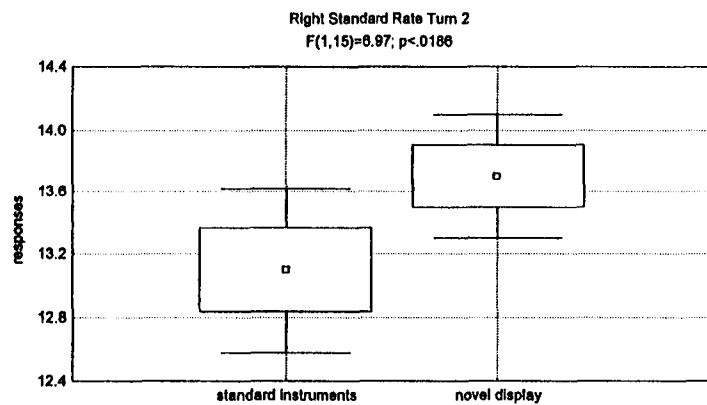 Right Standard Rate Turn 2
F(1,15)=6.97; p<.0186
14.4
14.0
13.6
13.2
12.8
12.4
responses
standard instruments
novel display